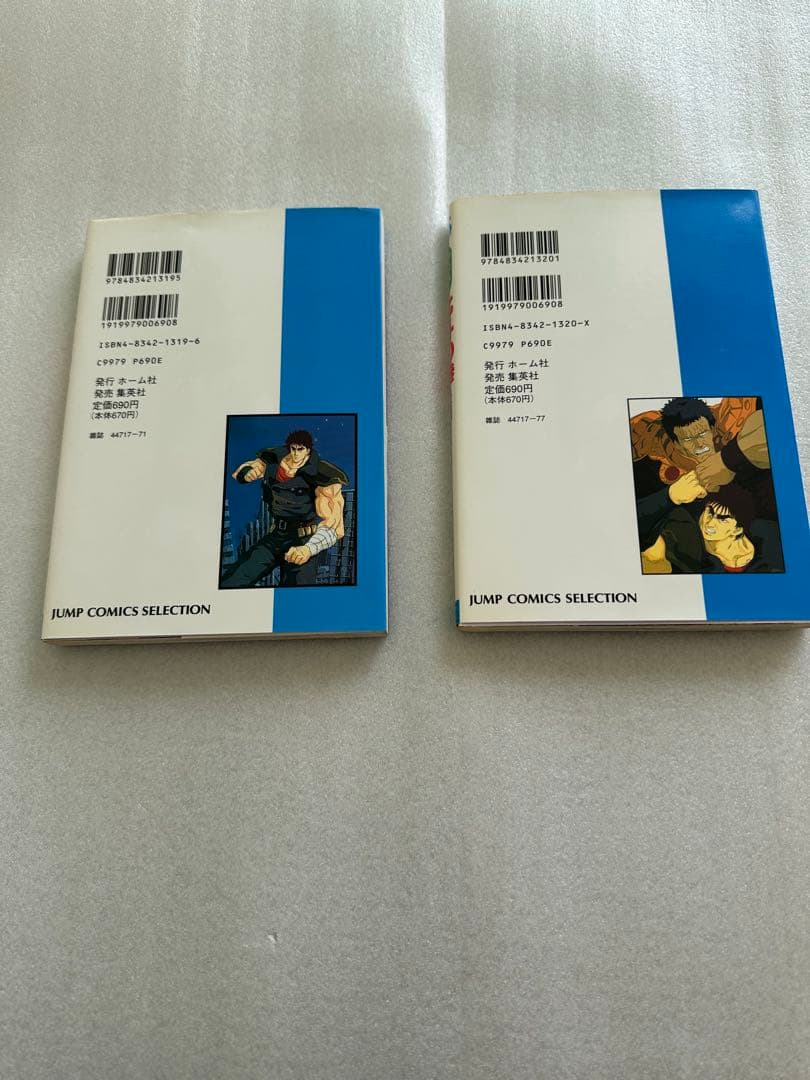 9784834213195
1919979006908
ISBN4-8342-1319-6
C9979 P690E
発行 ホーム社
発売 集英社
定価690円
(本体670円)
雑誌 44717-71
JUMP COMICS SELECTION
9784834213201
1919979006908
ISBN4-8342-1320-X
C9979 P690E
発行 ホーム社
発売 集英社
定価690円
(本体670円)
雑誌 44717-77
JUMP COMICS SELECTION